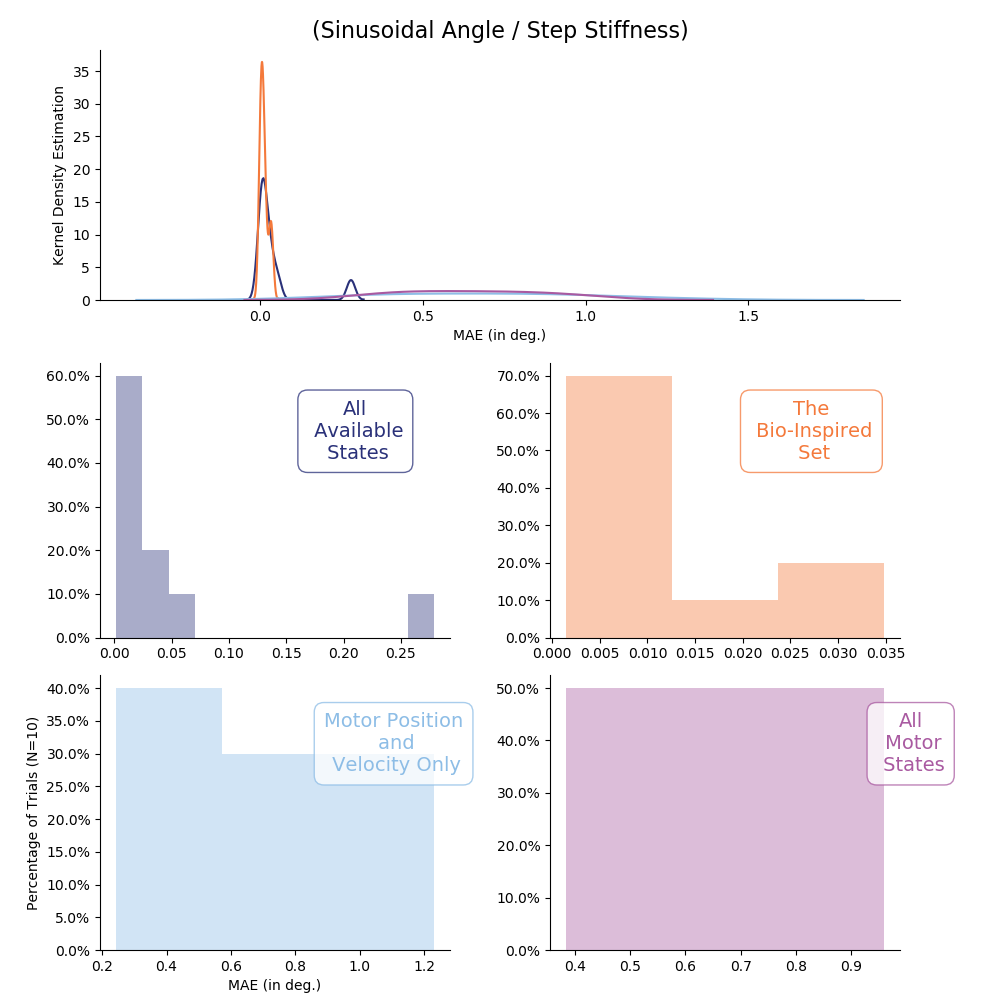 (Sinusoidal Angle / Step Stiffness)
Kernel Density Estimation
35
30
25
20
15
10
5
0
0.0 0.5 1.0 1.5
MAE (in deg.)
60.0%
50.0%
40.0%
30.0%
20.0%
10.0%
0.0%
All
Available
States
0.00 0.05 0.10 0.15 0.20 0.25
70.0%
60.0%
50.0%
40.0%
30.0%
20.0%
10.0%
0.0%
The
Bio-Inspired
Set
0.000 0.005 0.010 0.015 0.020 0.025 0.030 0.035
Percentage of Trials (N=10)
40.0%
35.0%
30.0%
25.0%
20.0%
15.0%
10.0%
5.0%
0.0%
Motor Position
and
Velocity Only
0.2 0.4 0.6 0.8 1.0 1.2
MAE (in deg.)
50.0%
40.0%
30.0%
20.0%
10.0%
0.0%
All
Motor
States
0.4 0.5 0.6 0.7 0.8 0.9